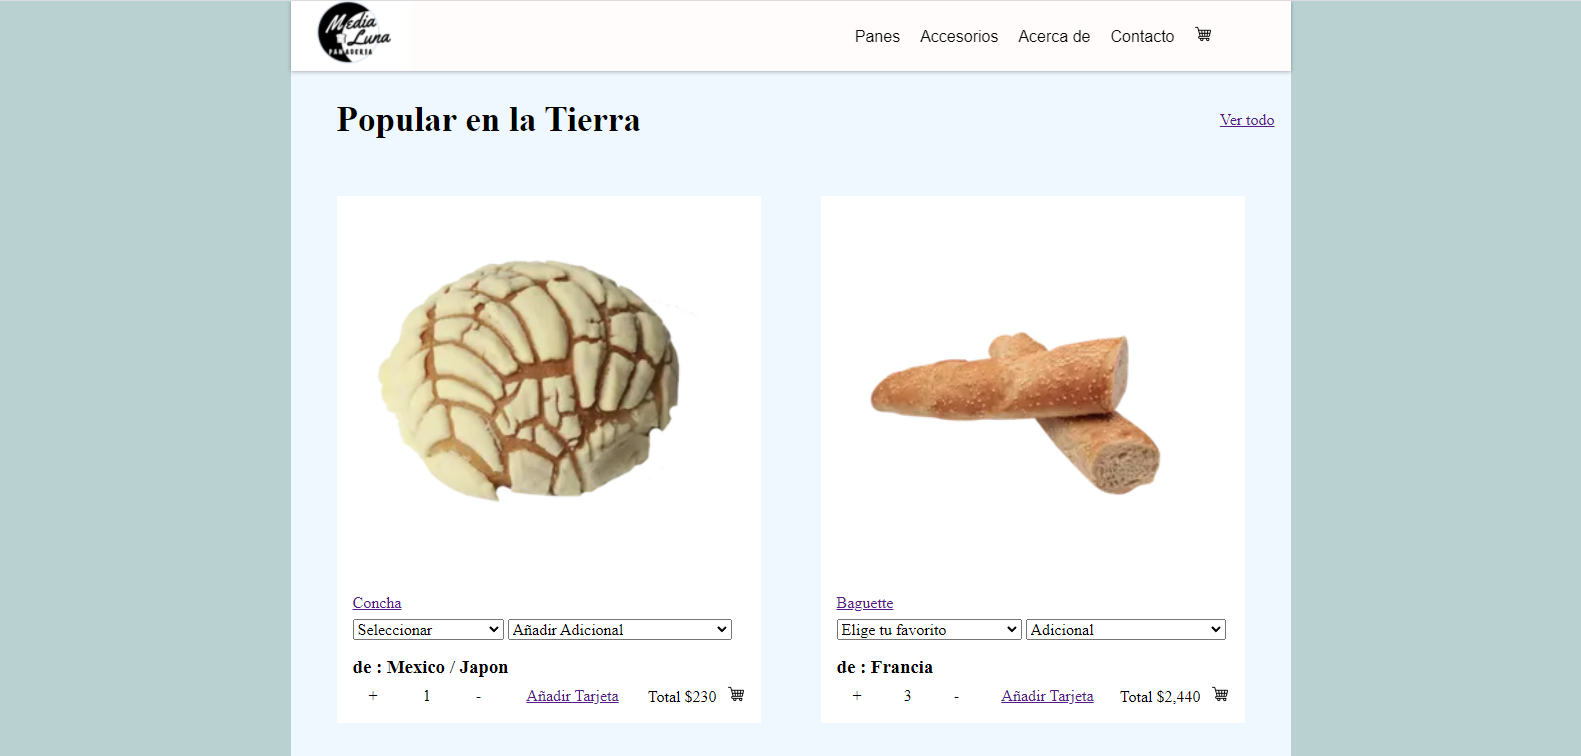 Media
Luna
PANADERIA
Panes Accesorios Acerca de Contacto
Popular en la Tierra
Ver todo
Concha
Seleccionar Añadir Adicional
de : Mexico / Japon
+ 1 - Añadir Tarjeta Total $230
Baguette
Elige tu favorito Adicional
de : Francia
+ 3 - Añadir Tarjeta Total $2,440